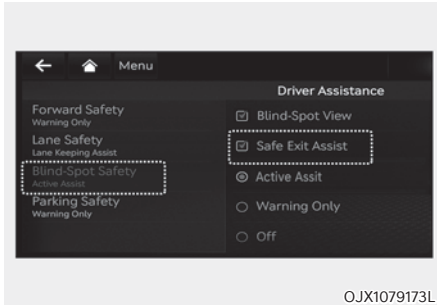 Menu
Driver Assistance
Forward Safety
Warning Only
Lane Safety
Lane Keeping Assist
Blind-Spot Safety
Active Assist
Parking Safety
Warning Only
Blind-Spot View
Safe Exit Assist
Active Assit
Warning Only
Off
OJX1079173L